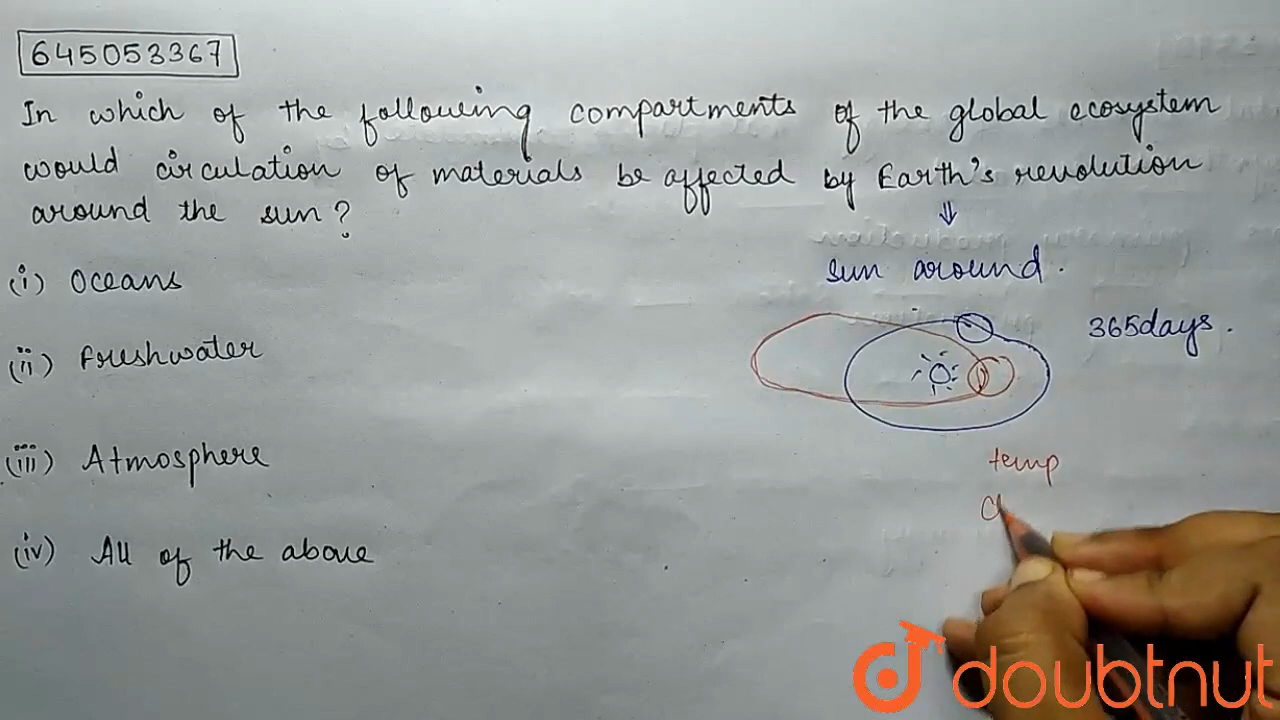 645053367
In which of the following compartments of the global ecosystem
would circulation of materials be affected by Earth's revolution
around the sun?
(i) Oceans
(ii) Freshwater
(iii) Atmosphere
(iv) All of the above
⇓
sun around.
365days.
temp
doubtnut